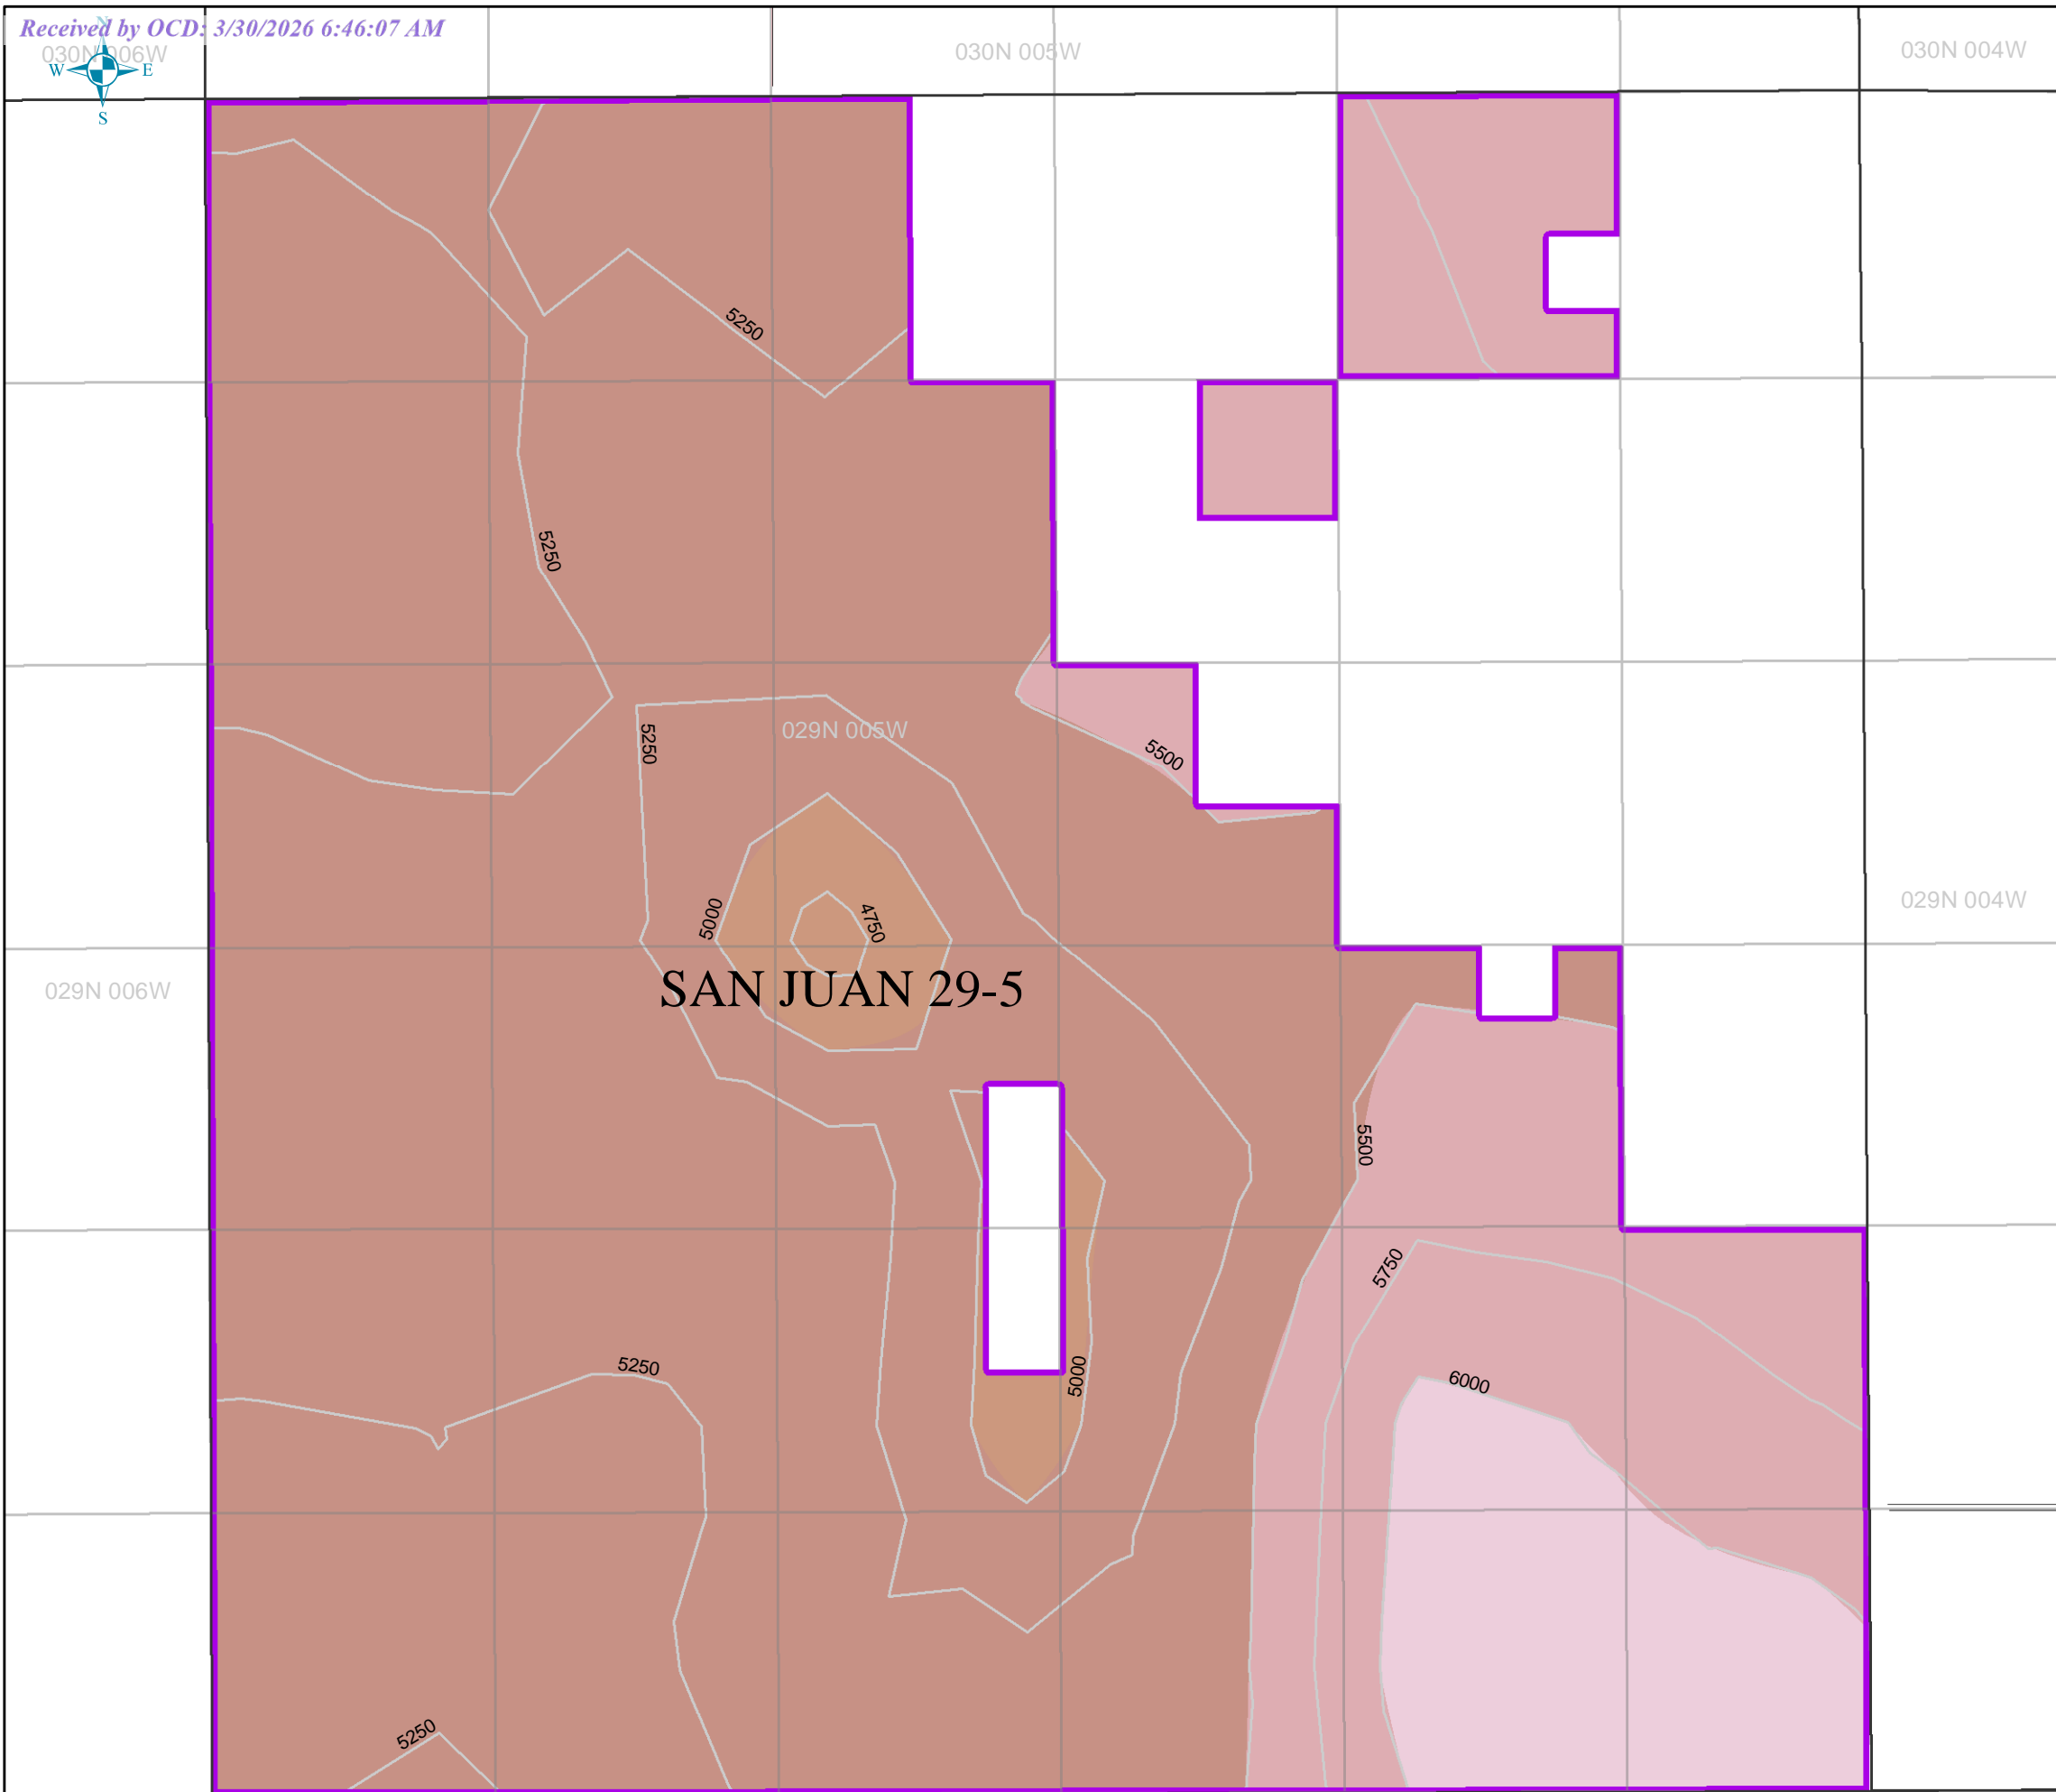 Received by OCD: 3/30/2026 6:46:07 AM
N
030N 006W
030N 005W
030N 004W
W
E
S
5250
5250
5250
029N 005W
5500
5000
4750
029N 004W
SAN JUAN 29-5
029N 006W
5500
5750
5250
5000
6000
5250